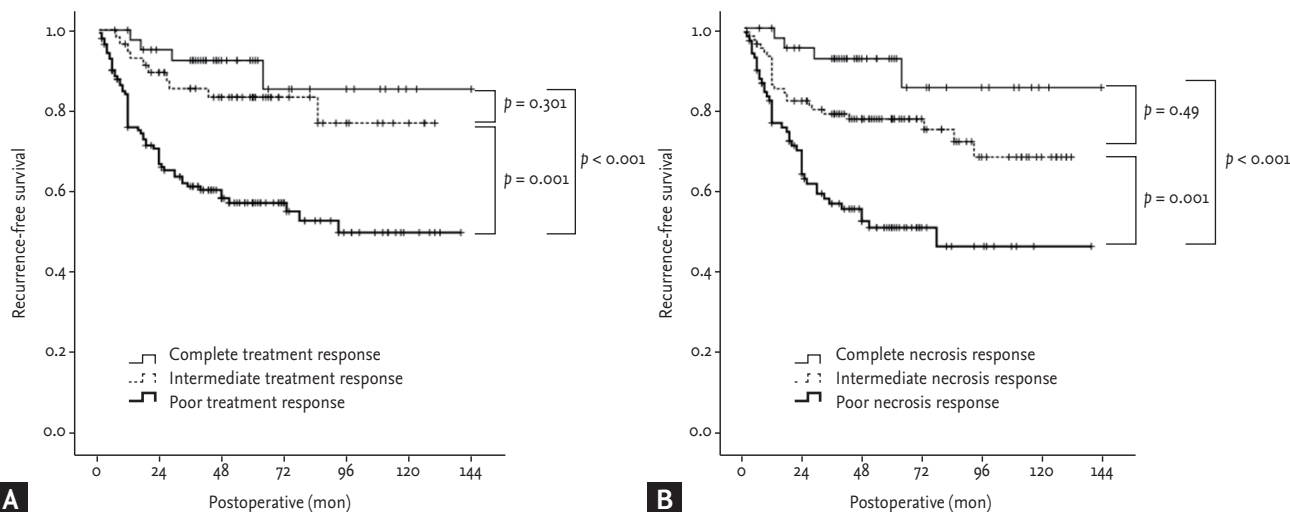 1.0
0.8
0.6
0.4
0.2
0.0
Recurrence-free survival
p = 0.301
p = 0.001
p < 0.001
Complete treatment response
Intermediate treatment response
Poor treatment response
0 24 48 72 96 120 144
Postoperative (mon)
A
1.0
0.8
0.6
0.4
0.2
0.0
Recurrence-free survival
p = 0.49
p = 0.001
p < 0.001
Complete necrosis response
Intermediate necrosis response
Poor necrosis response
0 24 48 72 96 120 144
Postoperative (mon)
B